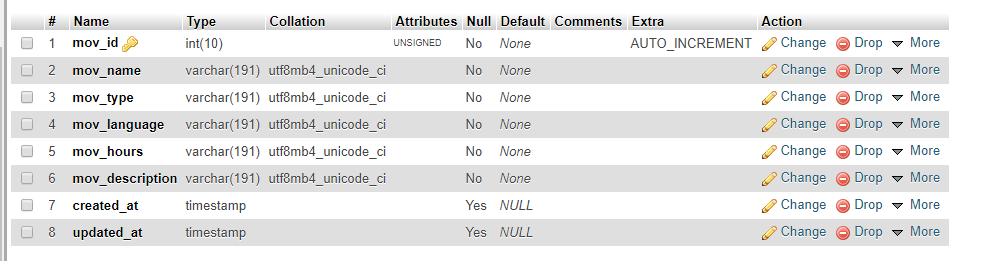 # Name Type Collation Attributes Null Default Comments Extra Action
1 mov_id int(10) UNSIGNED No None AUTO_INCREMENT Change Drop More
2 mov_name varchar(191) utf8mb4_unicode_ci No None Change Drop More
3 mov_type varchar(191) utf8mb4_unicode_ci No None Change Drop More
4 mov_language varchar(191) utf8mb4_unicode_ci No None Change Drop More
5 mov_hours varchar(191) utf8mb4_unicode_ci No None Change Drop More
6 mov_description varchar(191) utf8mb4_unicode_ci No None Change Drop More
7 created_at timestamp Yes NULL Change Drop More
8 updated_at timestamp Yes NULL Change Drop More